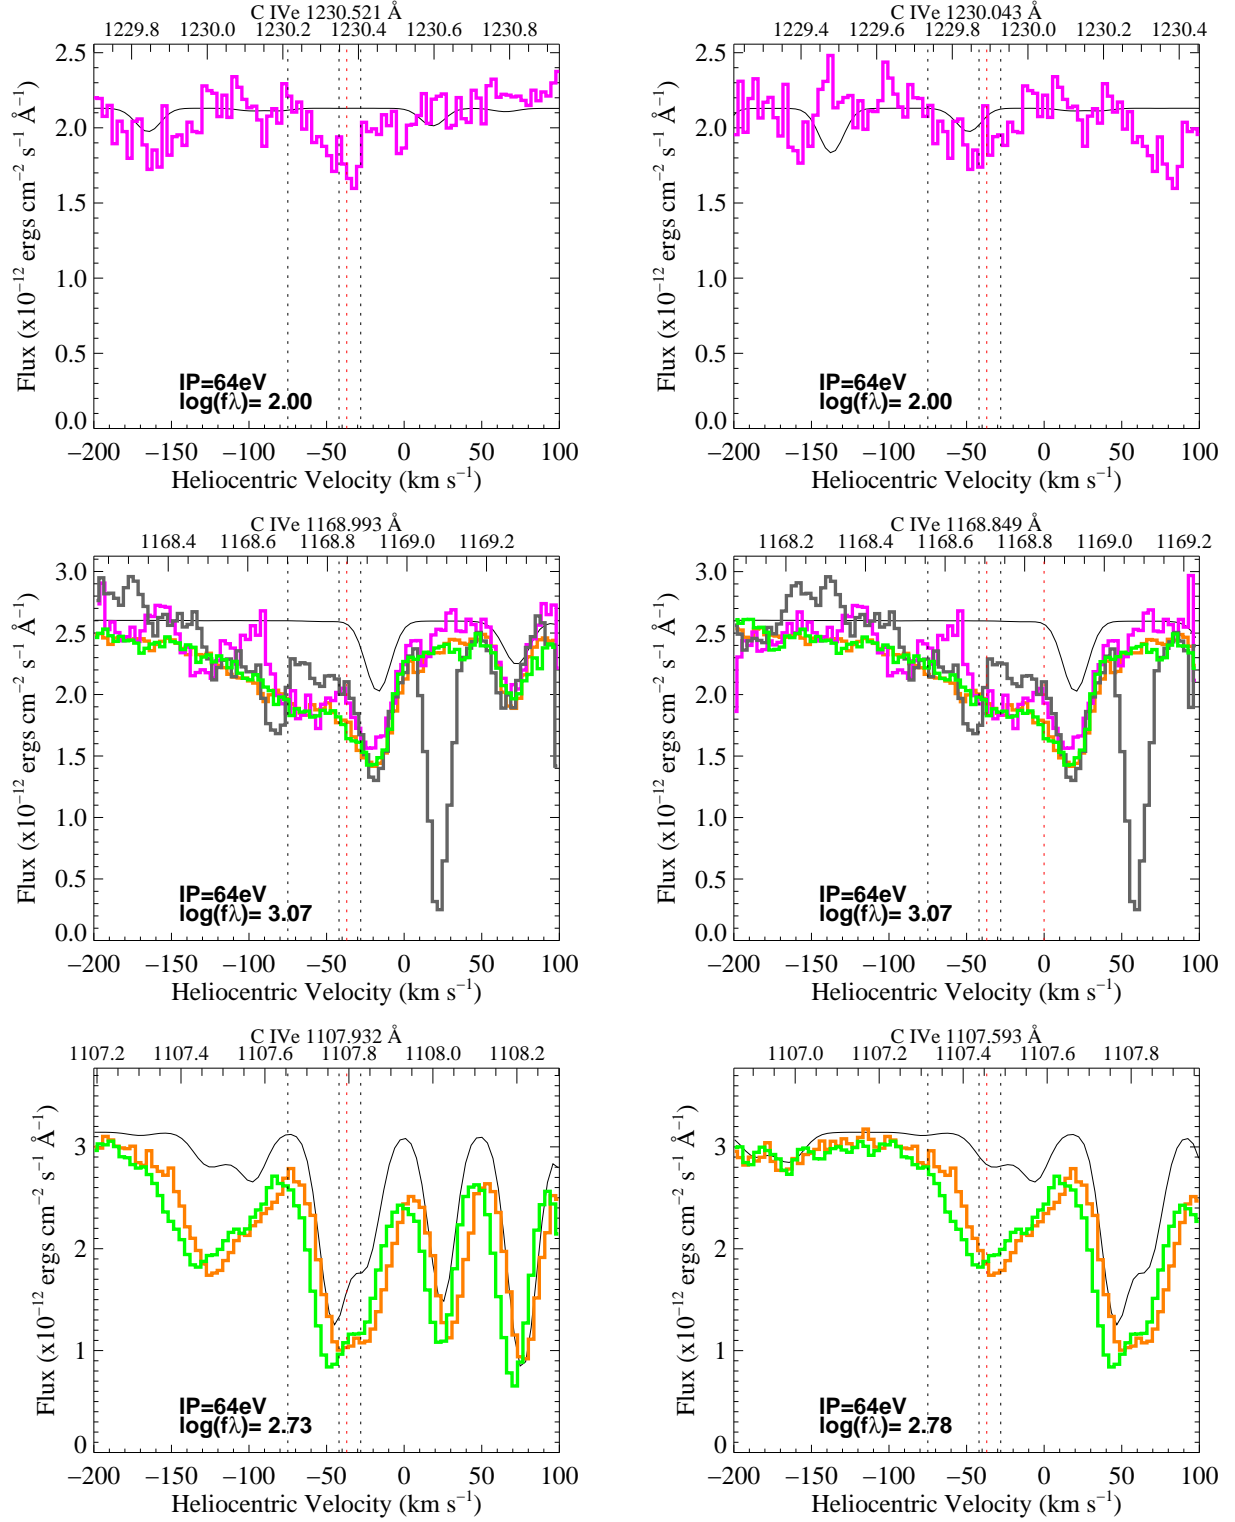 C IVe 1230.521 Å
1229.8 1230.0 1230.2 1230.4 1230.6 1230.8
2.5
2.0
1.5
1.0
0.5
0.0
Flux (x10−12 ergs cm−2 s−1 Å−1)
IP=64eV
log(fλ)= 2.00
−200 −150 −100 −50 0 50 100
Heliocentric Velocity (km s−1)
C IVe 1230.043 Å
1229.4 1229.6 1229.8 1230.0 1230.2 1230.4
2.5
2.0
1.5
1.0
0.5
0.0
Flux (x10−12 ergs cm−2 s−1 Å−1)
IP=64eV
log(fλ)= 2.00
−200 −150 −100 −50 0 50 100
Heliocentric Velocity (km s−1)
C IVe 1168.993 Å
1168.4 1168.6 1168.8 1169.0 1169.2
3.0
2.5
2.0
1.5
1.0
0.5
0.0
Flux (x10−12 ergs cm−2 s−1 Å−1)
IP=64eV
log(fλ)= 3.07
−200 −150 −100 −50 0 50 100
Heliocentric Velocity (km s−1)
C IVe 1168.849 Å
1168.2 1168.4 1168.6 1168.8 1169.0 1169.2
3.0
2.5
2.0
1.5
1.0
0.5
0.0
Flux (x10−12 ergs cm−2 s−1 Å−1)
IP=64eV
log(fλ)= 3.07
−200 −150 −100 −50 0 50 100
Heliocentric Velocity (km s−1)
C IVe 1107.932 Å
1107.2 1107.4 1107.6 1107.8 1108.0 1108.2
3
2
1
0
Flux (x10−12 ergs cm−2 s−1 Å−1)
IP=64eV
log(fλ)= 2.73
−200 −150 −100 −50 0 50 100
Heliocentric Velocity (km s−1)
C IVe 1107.593 Å
1107.0 1107.2 1107.4 1107.6 1107.8
3
2
1
0
Flux (x10−12 ergs cm−2 s−1 Å−1)
IP=64eV
log(fλ)= 2.78
−200 −150 −100 −50 0 50 100
Heliocentric Velocity (km s−1)